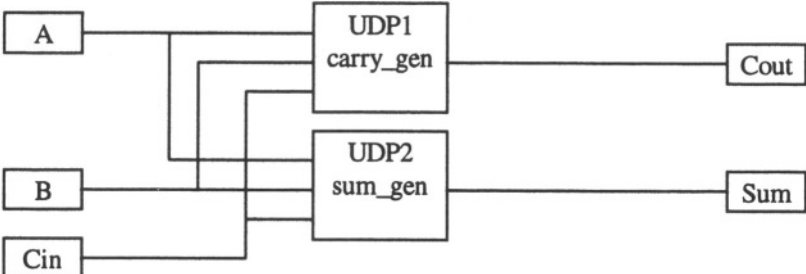 A
UDP1
carry_gen
Cout
B
UDP2
sum_gen
Sum
Cin